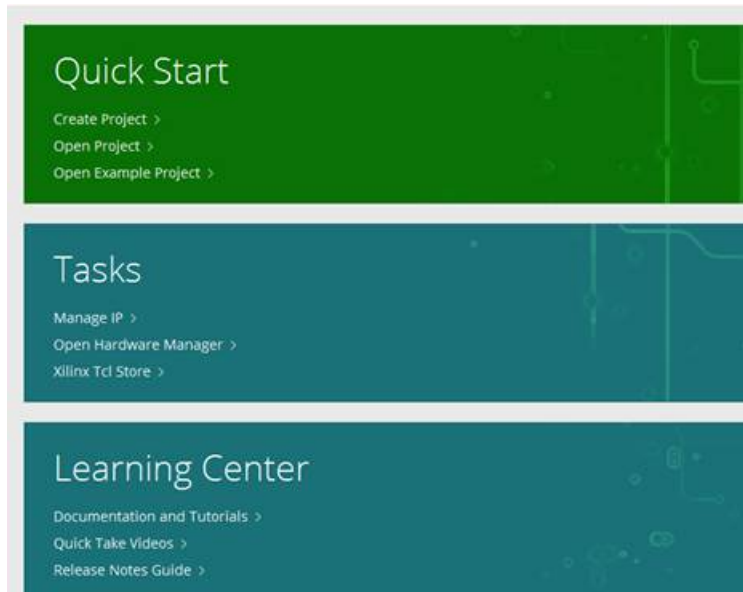 Quick Start
Create Project >
Open Project >
Open Example Project >
Tasks
Manage IP >
Open Hardware Manager >
Xilinx Tcl Store >
Learning Center
Documentation and Tutorials >
Quick Take Videos >
Release Notes Guide >